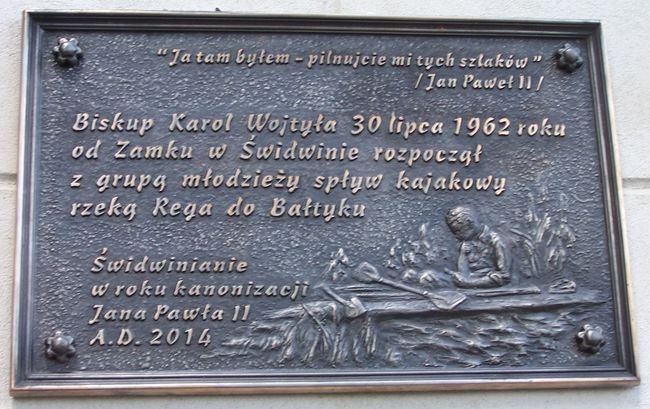 "Ja tam byłem - pilnujcie mi tych szlaków"
/Jan Paweł II/
Biskup Karol Wojtyła 30 lipca 1962 roku
od Zamku w Świdwinie rozpoczął
z grupą młodzieży spływ kajakowy
rzeką Rega do Bałtyku
Świdwinianie
w roku kanonizacji
Jana Pawła II
A.D. 2014